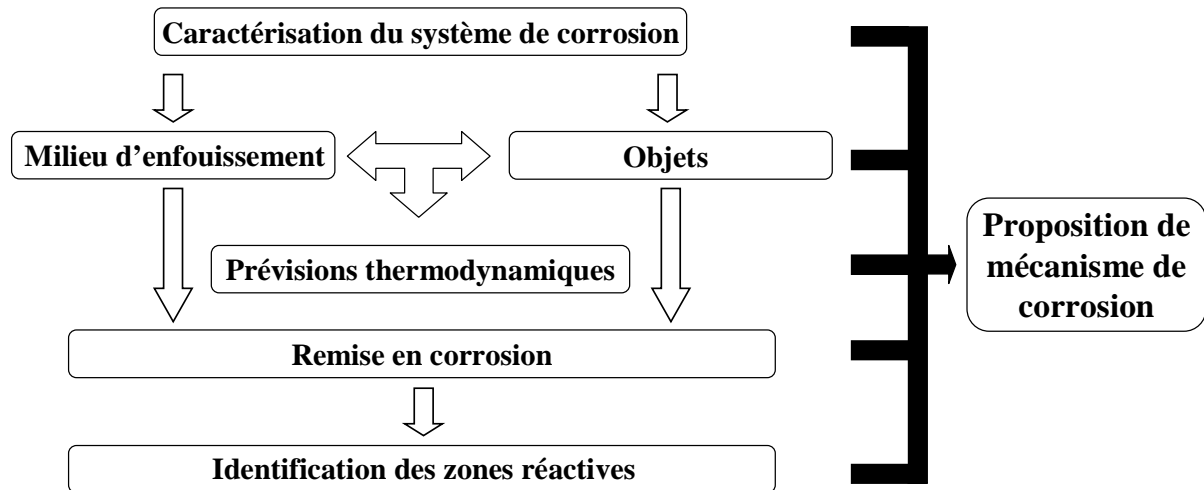 Caractérisation du système de corrosion
Milieu d'enfouissement
Objets
Prévisions thermodynamiques
Remise en corrosion
Identification des zones réactives
Proposition de
mécanisme de
corrosion